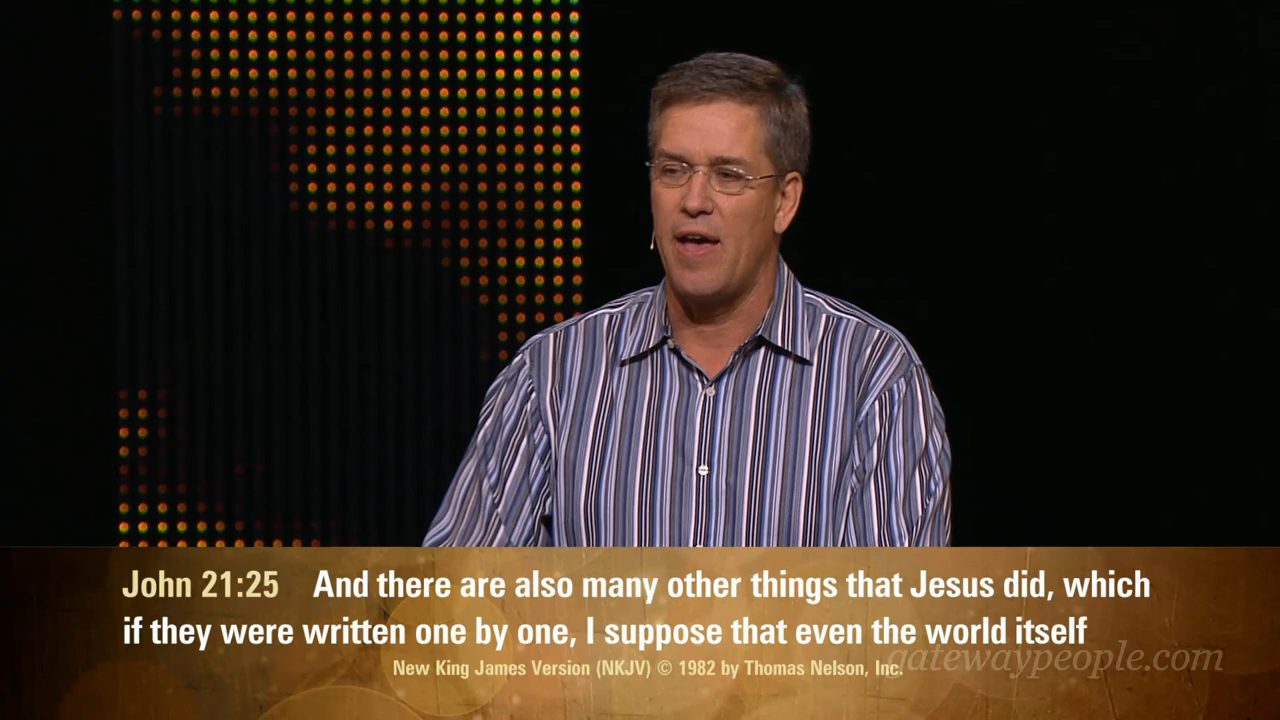 John 21:25 And there are also many other things that Jesus did, which
if they were written one by one, I suppose that even the world itself
New King James Version (NKJV) © 1982 by Thomas Nelson, Inc.
gatewaypeople.com